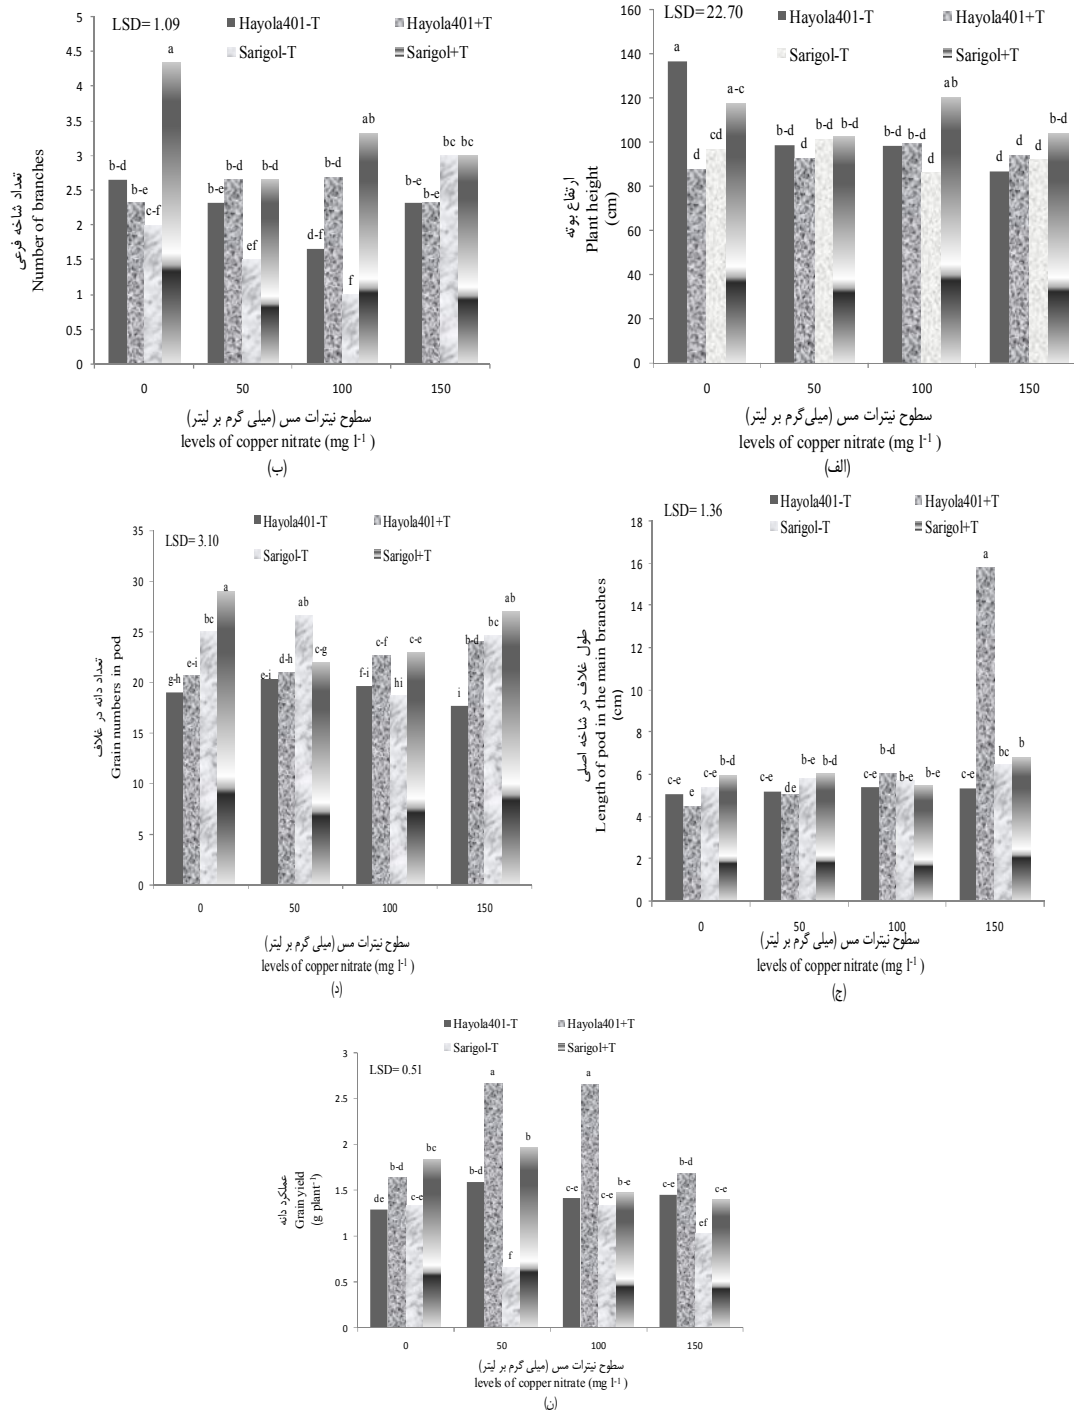 LSD= 1.09
Hayola401-T
Hayola401+T
Sarigol-T
Sarigol+T
تعداد شاخه فرعی
Number of branches
5
4.5
4
3.5
3
2.5
2
1.5
1
0.5
0
b-d
b-e
c-f
a
b-e
b-d
ef
b-d
d-f
b-d
f
ab
b-e
b-e
bc
bc
0
50
100
150
سطوح نیترات مس (میلی گرم بر لیتر)
levels of copper nitrate (mg l-1 )
(ب)
LSD=22.70
Hayola401-T
Hayola401+T
Sarigol-T
Sarigol+T
ارتفاع بوته
Plant height
(cm)
160
140
120
100
80
60
40
20
0
a
d
cd
a-c
b-d
d
b-d
b-d
b-d
b-d
d
ab
d
d
d
b-d
0
50
100
150
سطوح نیترات مس (میلی‌گرم بر لیتر)
levels of copper nitrate (mg l-1 )
(الف)
LSD= 3.10
Hayola401-T
Hayola401+T
Sarigol-T
Sarigol+T
تعداد دانه در غلاف
Grain numbers in pod
35
30
25
20
15
10
5
0
g-h
e-i
bc
a
e-i
d-h
ab
c-g
f-i
c-f
hi
c-e
i
b-d
bc
ab
0
50
100
150
سطوح نیترات مس (میلی گرم بر لیتر)
levels of copper nitrate (mg l-1 )
(د)
LSD= 1.36
Hayola401-T
Hayola401+T
Sarigol-T
Sarigol+T
طول غلاف در شاخه اصلی
Length of pod in the main branches
(cm)
18
16
14
12
10
8
6
4
2
0
c-e
e
c-e
b-d
c-e
de
b-e
b-d
c-e
b-d
b-e
b-e
c-e
a
bc
b
0
50
100
150
سطوح نیترات مس (میلی گرم بر لیتر)
levels of copper nitrate (mg l-1 )
(ج)
Hayola401-T
Hayola401+T
Sarigol-T
Sarigol+T
LSD= 0.51
عملکرد دانه
Grain yield
(g plant-1)
3
2.5
2
1.5
1
0.5
0
de
b-d
c-e
bc
b-d
a
f
b
c-e
a
c-e
b-e
c-e
b-d
ef
c-e
0
50
100
150
سطوح نیترات مس (میلی گرم بر لیتر)
levels of copper nitrate (mg l-1 )
(ن)